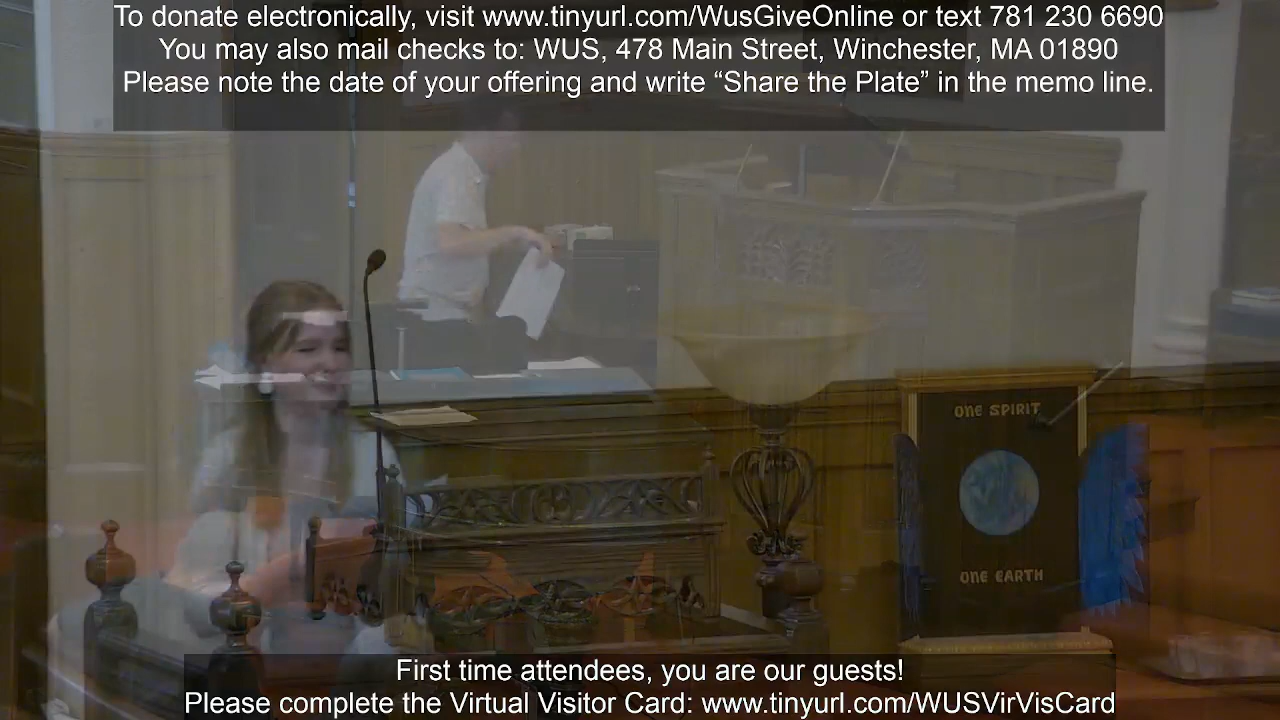 To donate electronically, visit www.tinyurl.com/WusGiveOnline or text 781 230 6690
You may also mail checks to: WUS, 478 Main Street, Winchester, MA 01890
Please note the date of your offering and write “Share the Plate” in the memo line.
ONE SPIRIT
ONE EARTH
First time attendees, you are our guests!
Please complete the Virtual Visitor Card: www.tinyurl.com/WUSVirVisCard